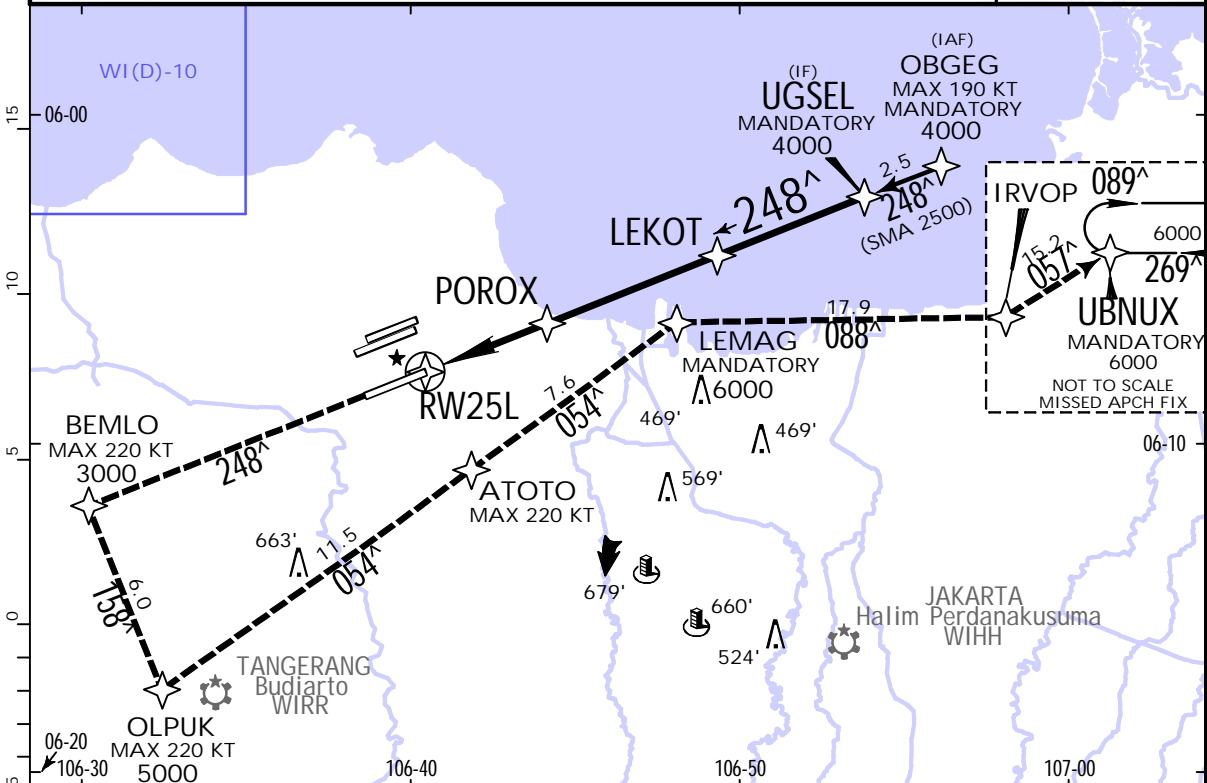 WI(D)-10
(IAF)
OBGEG
MAX 190 KT
MANDATORY
4000
(IF)
UGSEL
MANDATORY
4000
15
06-00
2.5
248^
248^
(SMA 2500)
IRVOP
089^
LEKOT
15.2
057^
6000
269^
10
POROX
17.9
088^
UBNUX
MANDATORY
6000
NOT TO SCALE
MISSED APCH FIX
LEMAG
MANDATORY
6000
RW25L
7.6
054^
469'
469'
BEMLO
MAX 220 KT
3000
248^
5
06-10
569'
ATOTO
MAX 220 KT
663'
11.5
054^
6.0
158^
679'
660'
524'
JAKARTA
Halim Perdanakusuma
WIHH
0
TANGERANG
Budiarto
WIRR
OLPUK
MAX 220 KT
5000
06-20
106-30
106-40
106-50
107-00